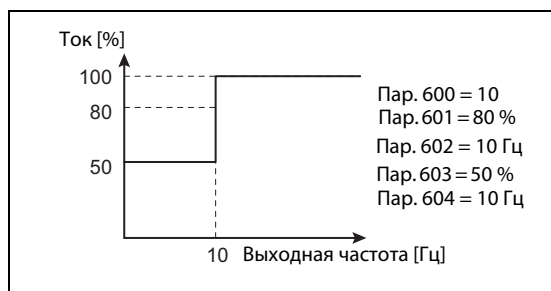 Ток [%]
100
80
50
10
Выходная частота [Гц]
Пар. 600 = 10
Пар. 601 = 80 %
Пар. 602 = 10 Гц
Пар. 603 = 50 %
Пар. 604 = 10 Гц